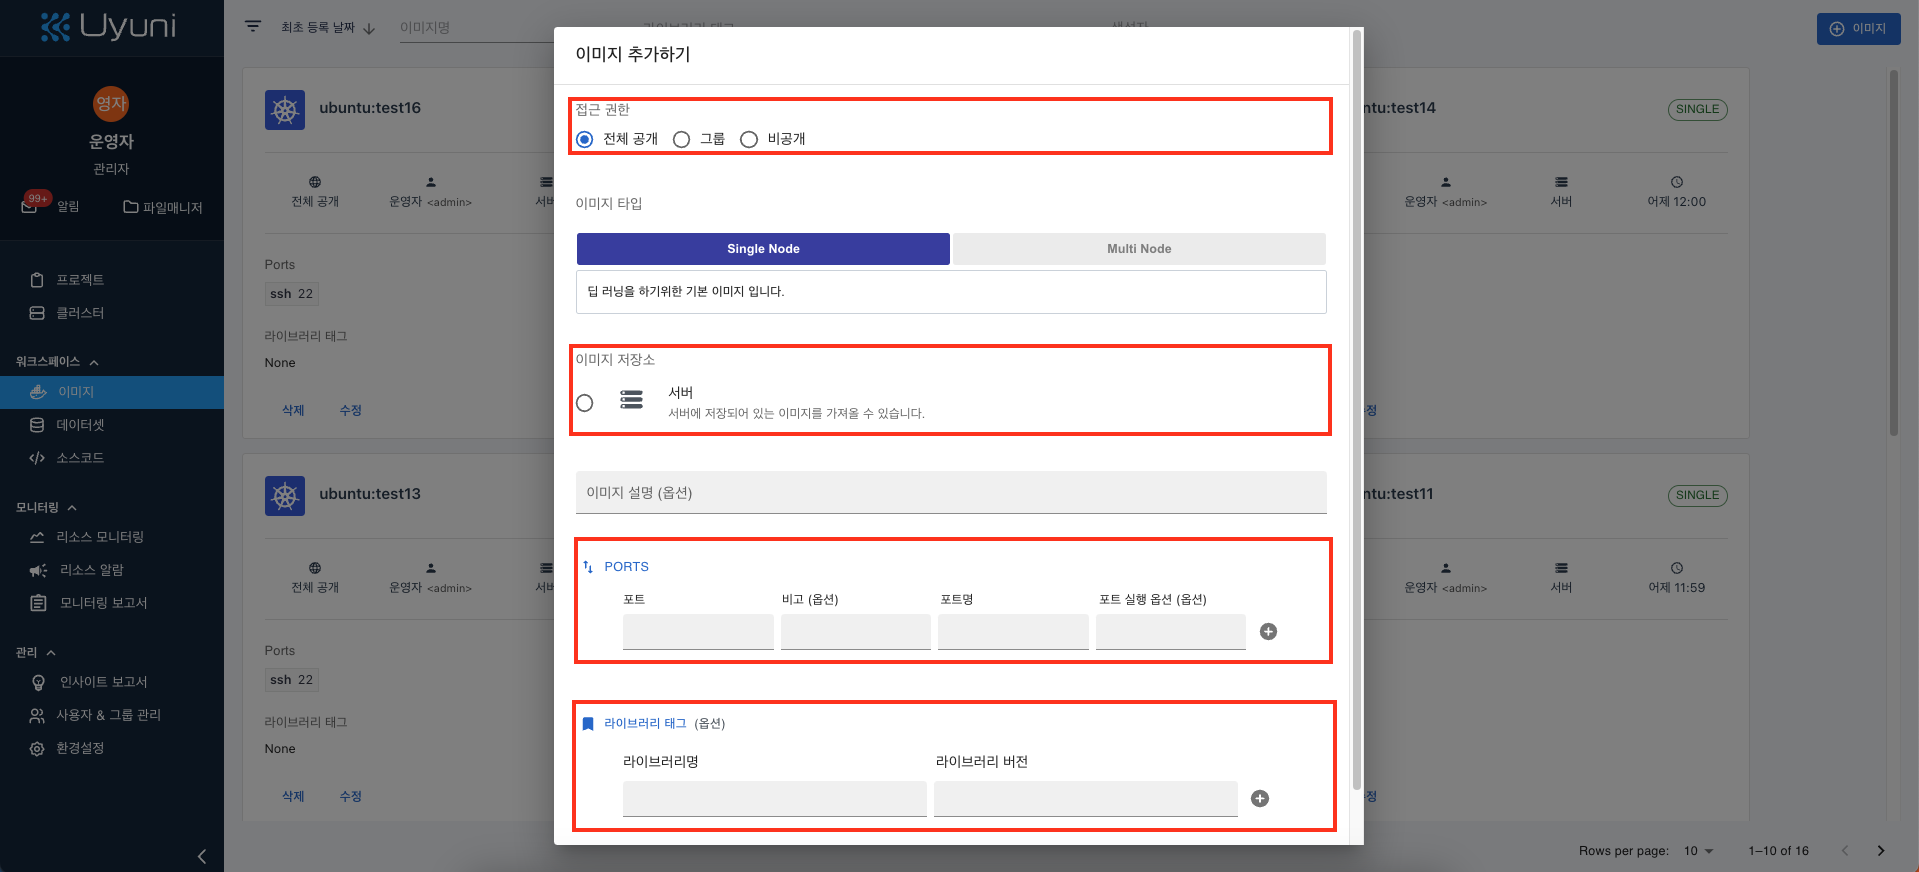 Uyuni
영자
운영자
관리자
99+
알림
파일매니저
프로젝트
클러스터
워크스페이스
이미지
데이터셋
소스코드
모니터링
리소스 모니터링
리소스 알람
모니터링 보고서
관리
인사이트 보고서
사용자 & 그룹 관리
환경설정
최초 등록 날짜
이미지명
라이브러리 태그
생성자
이미지
ubuntu:test16
전체 공개
운영자 <admin>
서버
Ports
ssh 22
라이브러리 태그
None
삭제
수정
ubuntu:test13
전체 공개
운영자 <admin>
서버
Ports
ssh 22
라이브러리 태그
None
삭제
수정
이미지 추가하기
접근 권한
전체 공개
그룹
비공개
이미지 타입
Single Node
Multi Node
딥 러닝을 하기위한 기본 이미지 입니다.
이미지 저장소
서버
서버에 저장되어 있는 이미지를 가져올 수 있습니다.
이미지 설명 (옵션)
PORTS
포트
비고 (옵션)
포트명
포트 실행 옵션 (옵션)
라이브러리 태그 (옵션)
라이브러리명
라이브러리 버전
ntu:test14
SINGLE
운영자 <admin>
서버
어제 12:00
정
ntu:test11
SINGLE
운영자 <admin>
서버
어제 11:59
정
Rows per page: 10
1–10 of 16